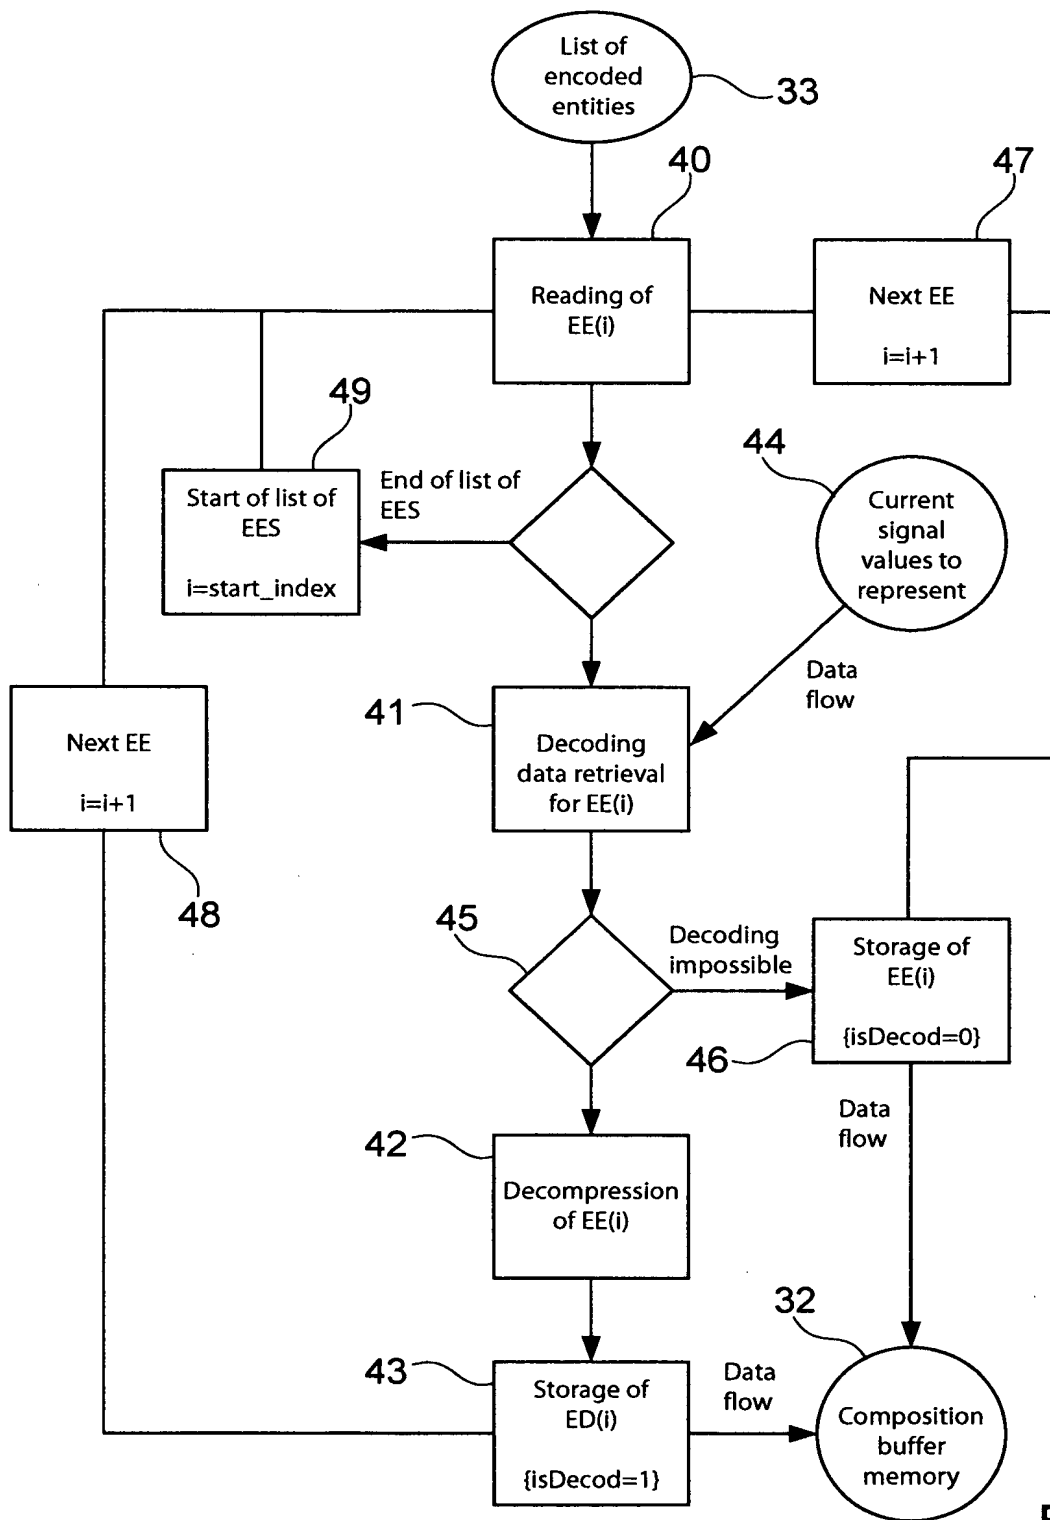 List of
encoded
entities
33
40
47
Reading of
EE(i)
Next EE
i=i+1
49
Start of list of
EES
i=start_index
End of list of
EES
44
Current
signal
values to
represent
Data
flow
41
Decoding
data retrieval
for EE(i)
Next EE
i=i+1
48
45
Decoding
impossible
Storage of
EE(i)
{isDecod=0}
46
Data
flow
42
Decompression
of EE(i)
32
43
Storage of
ED(i)
{isDecod=1}
Data
flow
Composition
buffer
memory